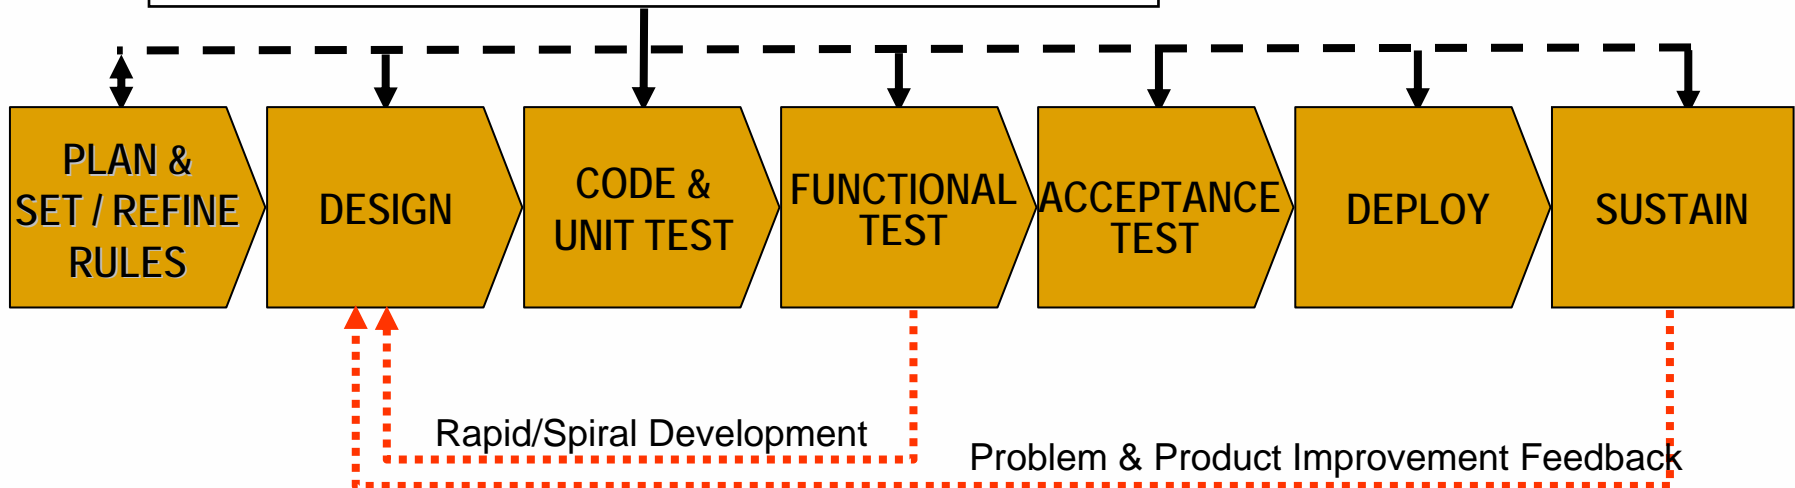 PLAN &
SET / REFINE
RULES
DESIGN
CODE &
UNIT TEST
FUNCTIONAL
TEST
ACCEPTANCE
TEST
DEPLOY
SUSTAIN
Rapid/Spiral Development
Problem & Product Improvement Feedback